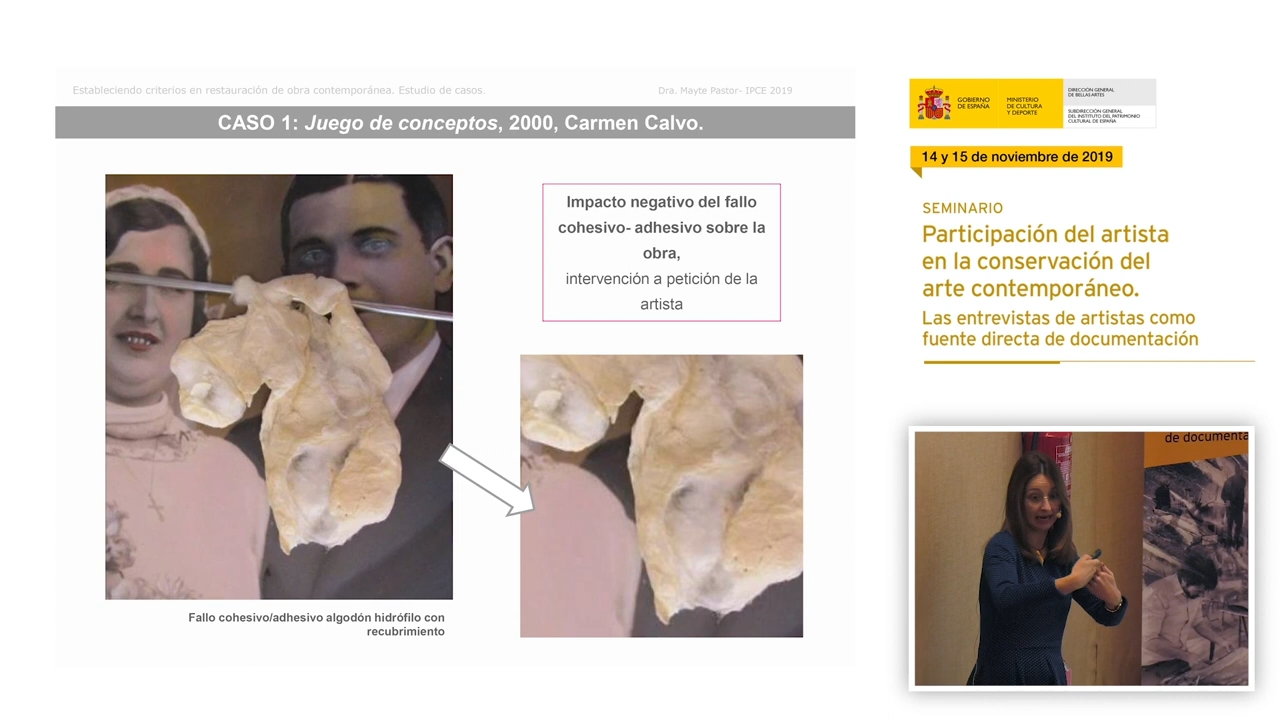 Estableciendo criterios en restauración de obra contemporánea. Estudio de casos.
Dra. Mayte Pastor- IPCE 2019
CASO 1: Juego de conceptos, 2000, Carmen Calvo.
Impacto negativo del fallo
cohesivo- adhesivo sobre la
obra,
intervención a petición de la
artista
Fallo cohesivo/adhesivo algodón hidrófilo con
recubrimiento
GOBIERNO
DE ESPAÑA
MINISTERIO
DE CULTURA
Y DEPORTE
DIRECCIÓN GENERAL
DE BELLAS ARTES
SUBDIRECCIÓN GENERAL
DEL INSTITUTO DEL PATRIMONIO
CULTURAL DE ESPAÑA
14 y 15 de noviembre de 2019
SEMINARIO
Participación del artista
en la conservación del
arte contemporáneo.
Las entrevistas de artistas como
fuente directa de documentación
de documenta